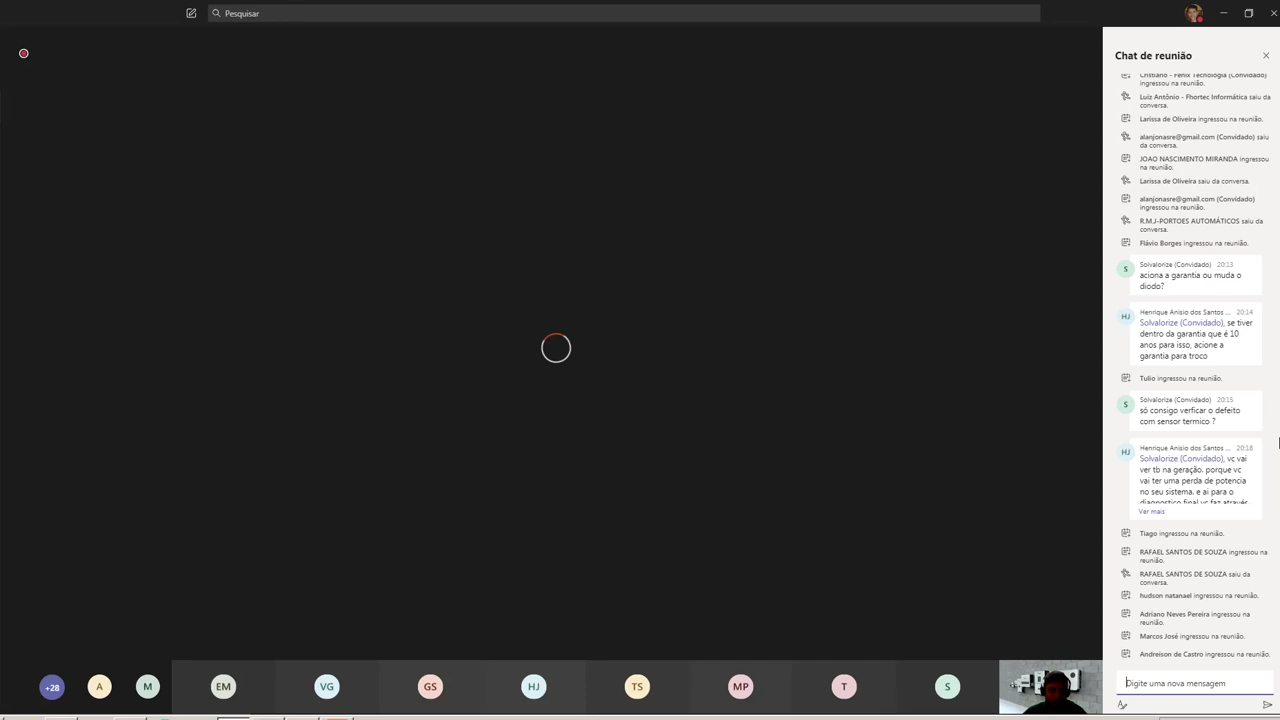 Pesquisar
Chat de reunião
Cristiano - Fenix Tecnologia (Convidado)
ingressou na reunião.
Luiz Antônio - Fhortec Informática saiu da
conversa.
Larissa de Oliveira ingressou na reunião.
alanjonasre@gmail.com (Convidado) saiu
da conversa.
JOAO NASCIMENTO MIRANDA ingressou
na reunião.
Larissa de Oliveira saiu da conversa.
alanjonasre@gmail.com (Convidado)
ingressou na reunião.
R.M.J-PORTOES AUTOMÁTICOS saiu da
conversa.
Flávio Borges ingressou na reunião.
S
Solvalorize (Convidado) 20:13
aciona a garantia ou muda o
diodo?
HJ
Henrique Anisio dos Santos ... 20:14
Solvalorize (Convidado), se tiver
dentro da garantia que é 10
anos para isso, acione a
garantia para troco
Tulio ingressou na reunião.
S
Solvalorize (Convidado) 20:15
só consigo verficar o defeito
com sensor termico ?
HJ
Henrique Anisio dos Santos ... 20:18
Solvalorize (Convidado), vc vai
ver tb na geração. porque vc
vai ter uma perda de potencia
no seu sistema. e ai para o
diagnostico final vc faz através
Ver mais
Tiago ingressou na reunião.
RAFAEL SANTOS DE SOUZA ingressou na
reunião.
RAFAEL SANTOS DE SOUZA saiu da
conversa.
hudson natanael ingressou na reunião.
Adriano Neves Pereira ingressou na
reunião.
Marcos José ingressou na reunião.
Andreison de Castro ingressou na reunião.
Digite uma nova mensagem
+28 A M EM VG GS HJ TS MP T S